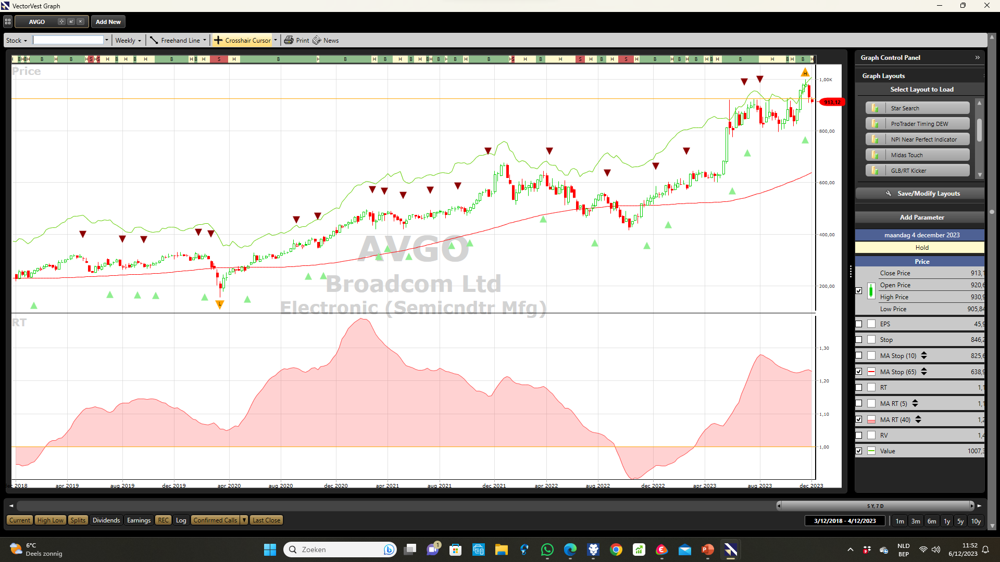 VectorVest Graph
AVGO
Add New
Stock
Weekly
Freehand Line
Crosshair Cursor
Print
News
Price
1,00K
913,12
800,00
600,00
400,00
200,00
H
L
AVGO
Broadcom Ltd
Electronic (Semicndtr Mfg)
RT
1,30
1,20
1,10
1,00
dec 2018 apr 2019 aug 2019 dec 2019 apr 2020 aug 2020 dec 2020 apr 2021 aug 2021 dec 2021 apr 2022 aug 2022 dec 2022 apr 2023 aug 2023 dec 2023
Graph Control Panel »
Graph Layouts
Select Layout to Load
Star Search
ProTrader Timing DEW
NPI Near Perfect Indicator
Midas Touch
GLB/RT Kicker
Save/Modify Layouts
Add Parameter
maandag 4 december 2023
Hold
Price
Close Price 913,1
Open Price 920,6
High Price 930,9
Low Price 905,84
EPS 45,9
Stop 846,2
MA Stop (10) 825,6
MA Stop (65) 638,9
RT 1,1
MA RT (5) 1,1
MA RT (40) 1,2
RV 1,4
Value 1007,3
5 Y, 7 D
Current High Low Splits Dividends Earnings REC Log Confirmed Calls Last Close
3/12/2018 - 4/12/2023 1m 3m 6m 1y 5y 10y
6°C
Deels zonnig
Zoeken
1
9
NLD
BEP
11:52
6/12/2023